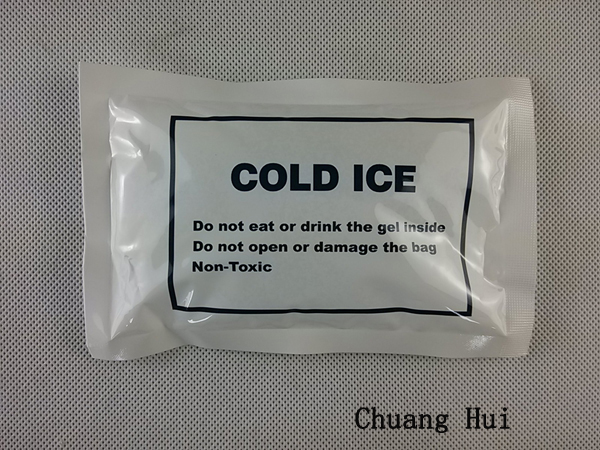 COLD ICE
Do not eat or drink the gel inside
Do not open or damage the bag
Non-Toxic
Chuang Hui